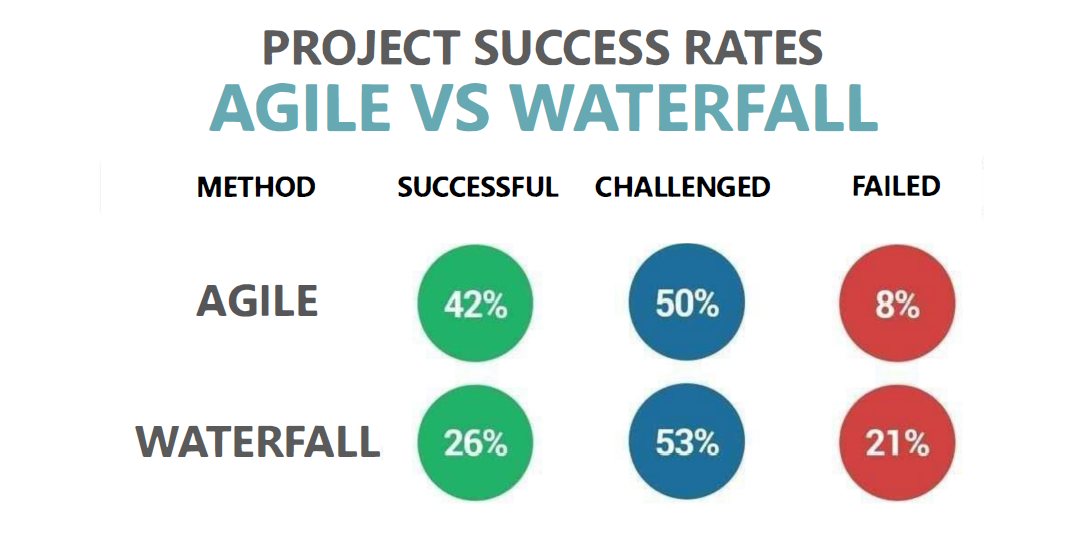 PROJECT SUCCESS RATES
AGILE VS WATERFALL
METHOD SUCCESSFUL CHALLENGED FAILED
AGILE 42% 50% 8%
WATERFALL 26% 53% 21%